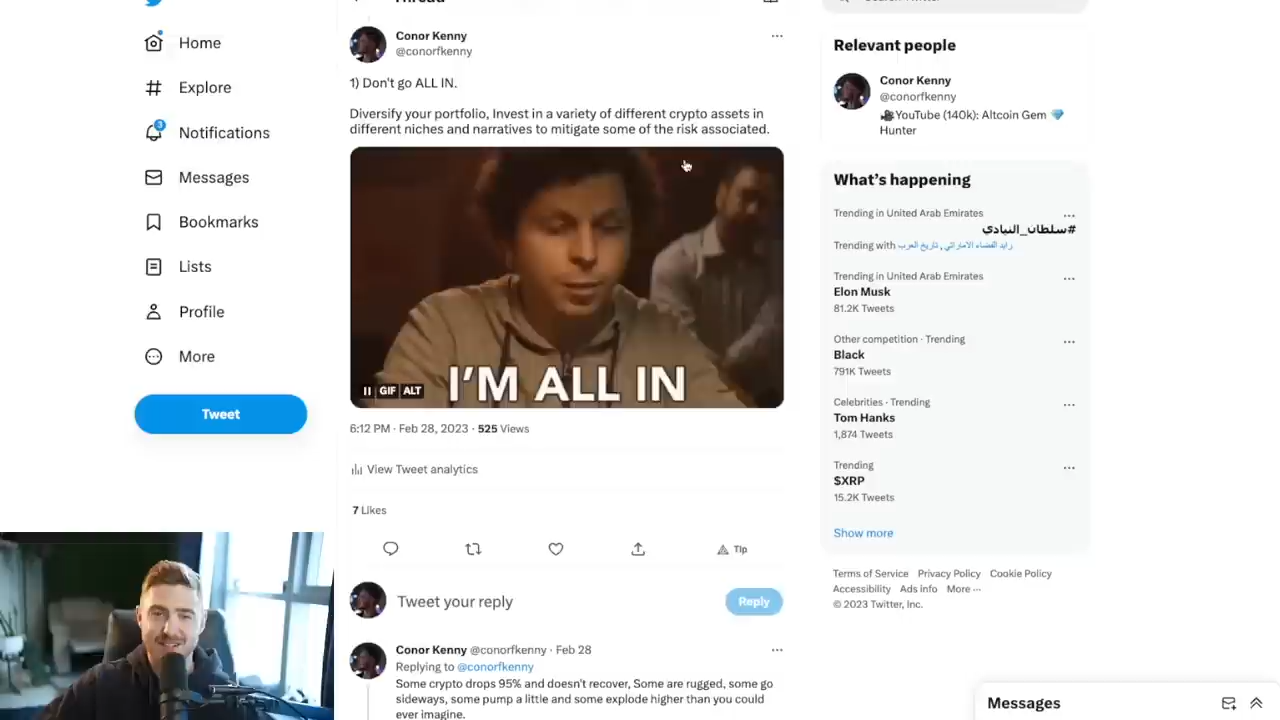 Home
Explore
3
Notifications
Messages
Bookmarks
Lists
Profile
More
Tweet
Conor Kenny
@conorfkenny
1) Don't go ALL IN.
Diversify your portfolio, Invest in a variety of different crypto assets in
different niches and narratives to mitigate some of the risk associated.
I'M ALL IN
GIF ALT
6:12 PM · Feb 28, 2023 · 525 Views
View Tweet analytics
7 Likes
Tip
Tweet your reply
Reply
Conor Kenny @conorfkenny · Feb 28
Replying to @conorfkenny
Some crypto drops 95% and doesn't recover, Some are rugged, some go
sideways, some pump a little and some explode higher than you could
ever imagine.
Relevant people
Conor Kenny
@conorfkenny
🎥YouTube (140k): Altcoin Gem 💎
Hunter
What's happening
Trending in United Arab Emirates
#سلطان_النيادي
Trending with رايد الفضاء الاماراتي, تاريخ العرب
Trending in United Arab Emirates
Elon Musk
81.2K Tweets
Other competition · Trending
Black
791K Tweets
Celebrities · Trending
Tom Hanks
1,874 Tweets
Trending
$XRP
15.2K Tweets
Show more
Terms of Service Privacy Policy Cookie Policy
Accessibility Ads info More ...
© 2023 Twitter, Inc.
Messages